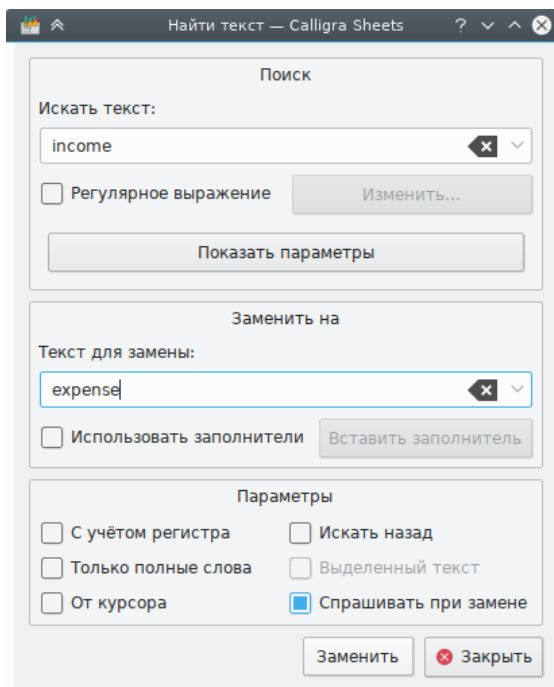 Найти текст — Calligra Sheets
Поиск
Искать текст:
income
Регулярное выражение
Изменить...
Показать параметры
Заменить на
Текст для замены:
expense
Использовать заполнители
Вставить заполнитель
Параметры
С учётом регистра
Искать назад
Только полные слова
Выделенный текст
От курсора
Спрашивать при замене
Заменить
Закрыть